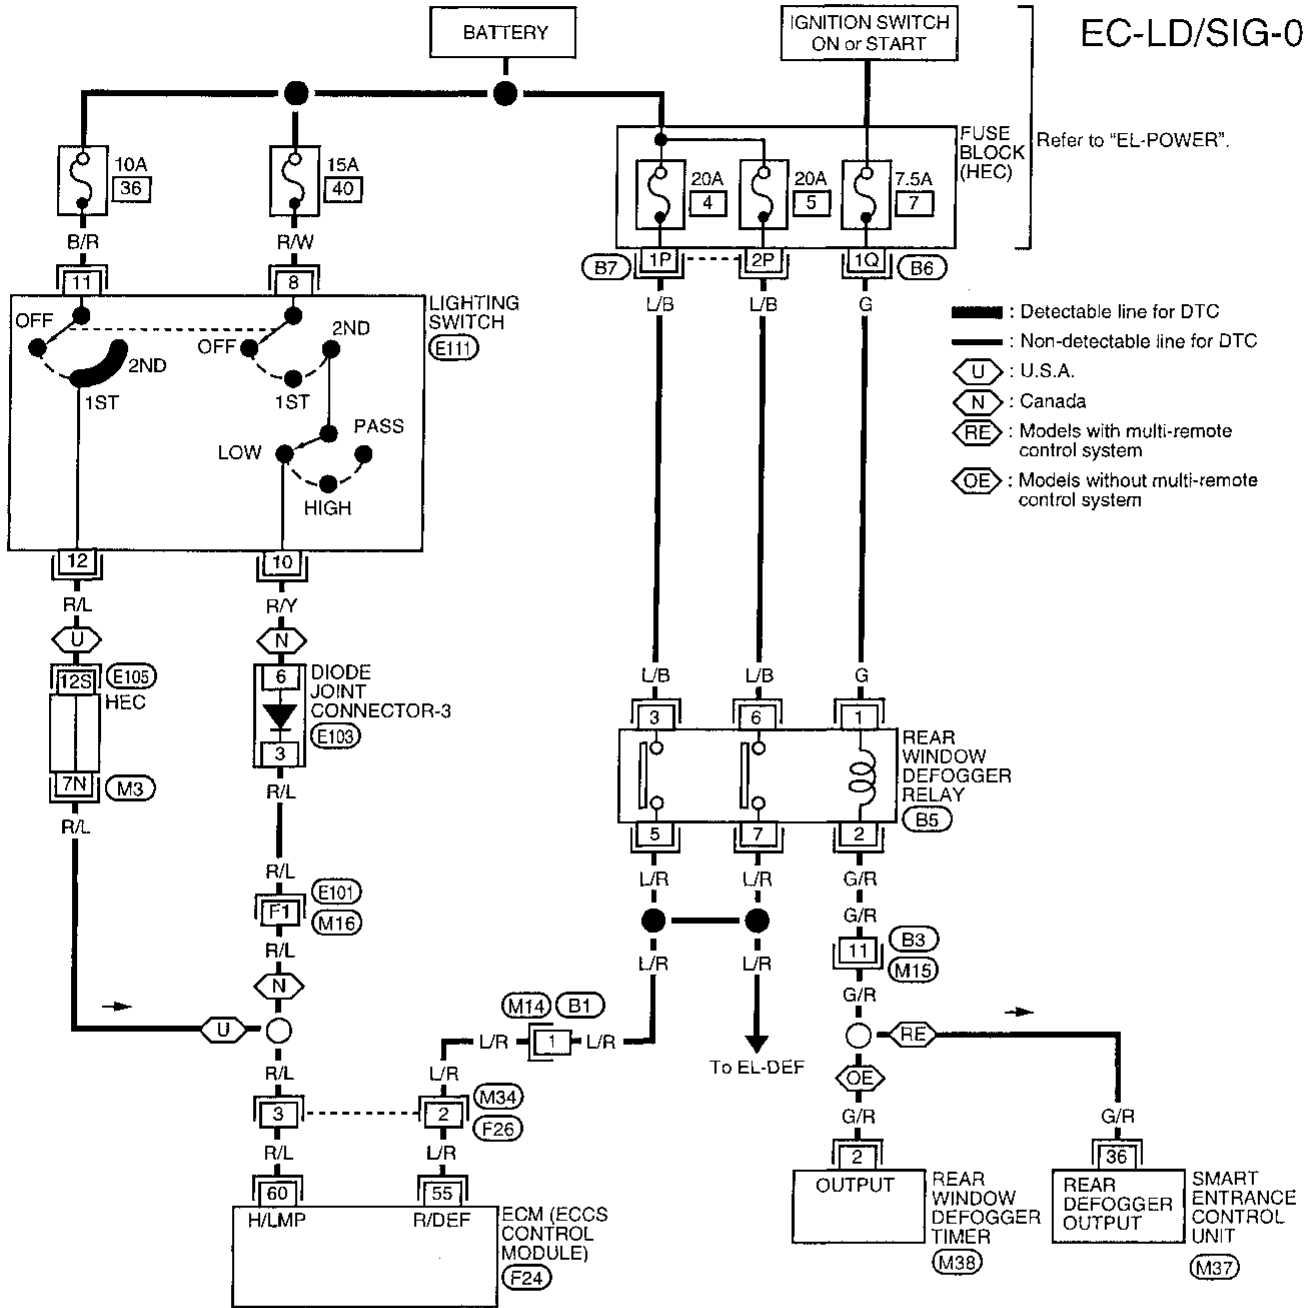 BATTERY
IGNITION SWITCH
ON or START
EC-LD/SIG-0
FUSE
BLOCK
(HEC)
Refer to "EL-POWER".
10A
36
15A
40
20A
4
20A
5
7.5A
7
B/R
R/W
B7
1P
2P
1Q
B6
11
8
L/B
L/B
G
LIGHTING
SWITCH
E111
OFF
2ND
1ST
OFF
2ND
1ST
PASS
LOW
HIGH
: Detectable line for DTC
: Non-detectable line for DTC
U : U.S.A.
N : Canada
RE : Models with multi-remote
control system
OE : Models without multi-remote
control system
12
10
R/L
R/Y
U
N
12S
E105
HEC
7N
M3
R/L
6
DIODE
JOINT
CONNECTOR-3
E103
3
R/L
R/L
E101
F1
M16
R/L
N
U
L/B
L/B
G
3
6
1
REAR
WINDOW
DEFOGGER
RELAY
B5
5
7
2
L/R
L/R
G/R
G/R
11
B3
M15
L/R
L/R
G/R
M14
B1
L/R
1
L/R
To EL-DEF
RE
OE
R/L
L/R
3
2
M34
F26
R/L
L/R
G/R
G/R
60
55
2
36
H/LMP
R/DEF
ECM (ECCS
CONTROL
MODULE)
F24
OUTPUT
REAR
WINDOW
DEFOGGER
TIMER
M38
REAR
DEFOGGER
OUTPUT
SMART
ENTRANCE
CONTROL
UNIT
M37